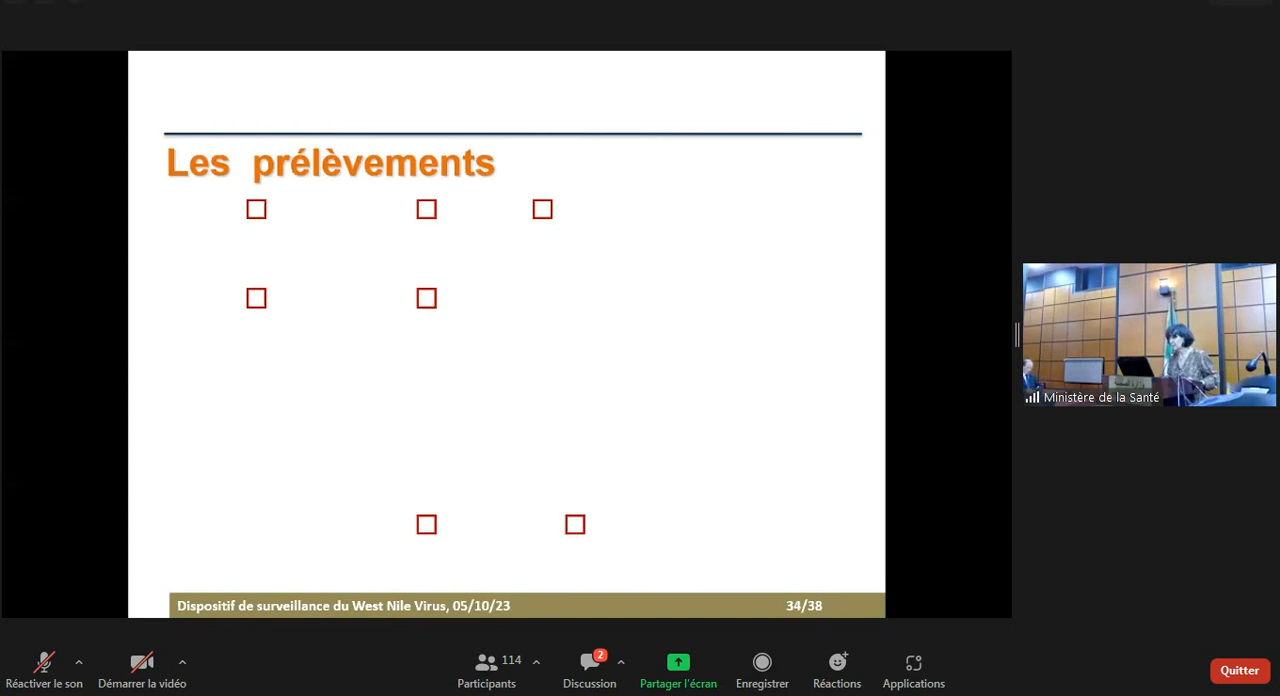 Les prélèvements
Dispositif de surveillance du West Nile Virus, 05/10/23
34/38
Ministère de la Santé
Réactiver le son
Démarrer la vidéo
114
Participants
2
Discussion
Partager l'écran
Enregistrer
Réactions
Applications
Quitter